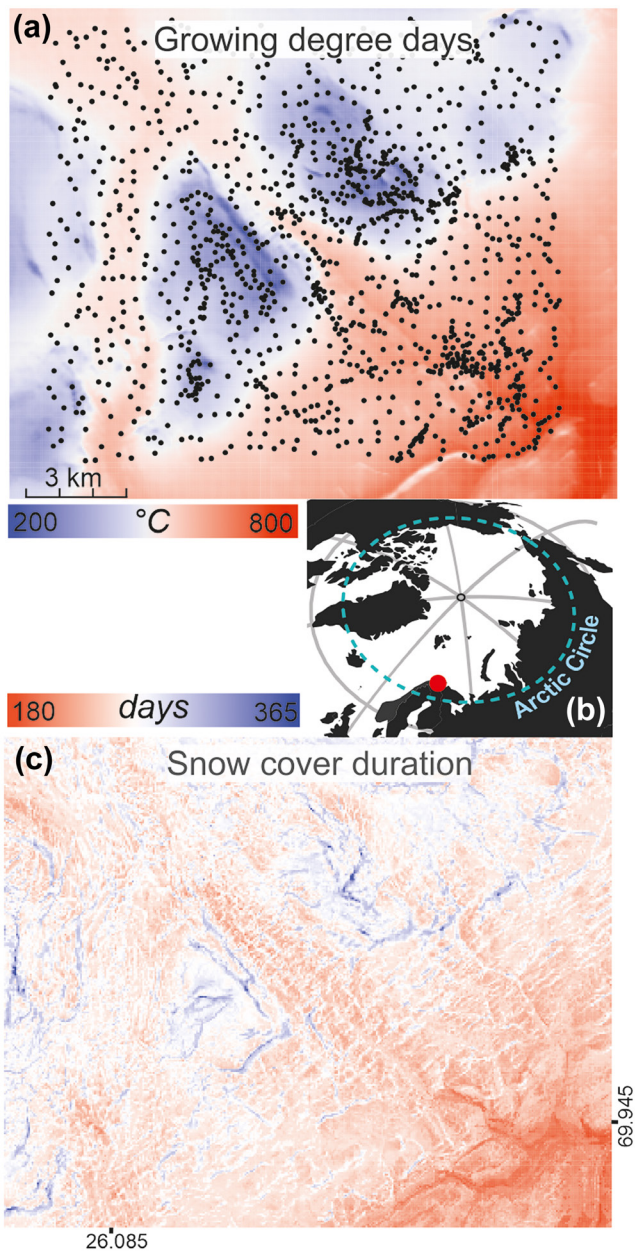 (a)
Growing degree days
3 km
200 °C 800
Arctic Circle
(b)
180 days 365
(c)
Snow cover duration
69.945
26.085